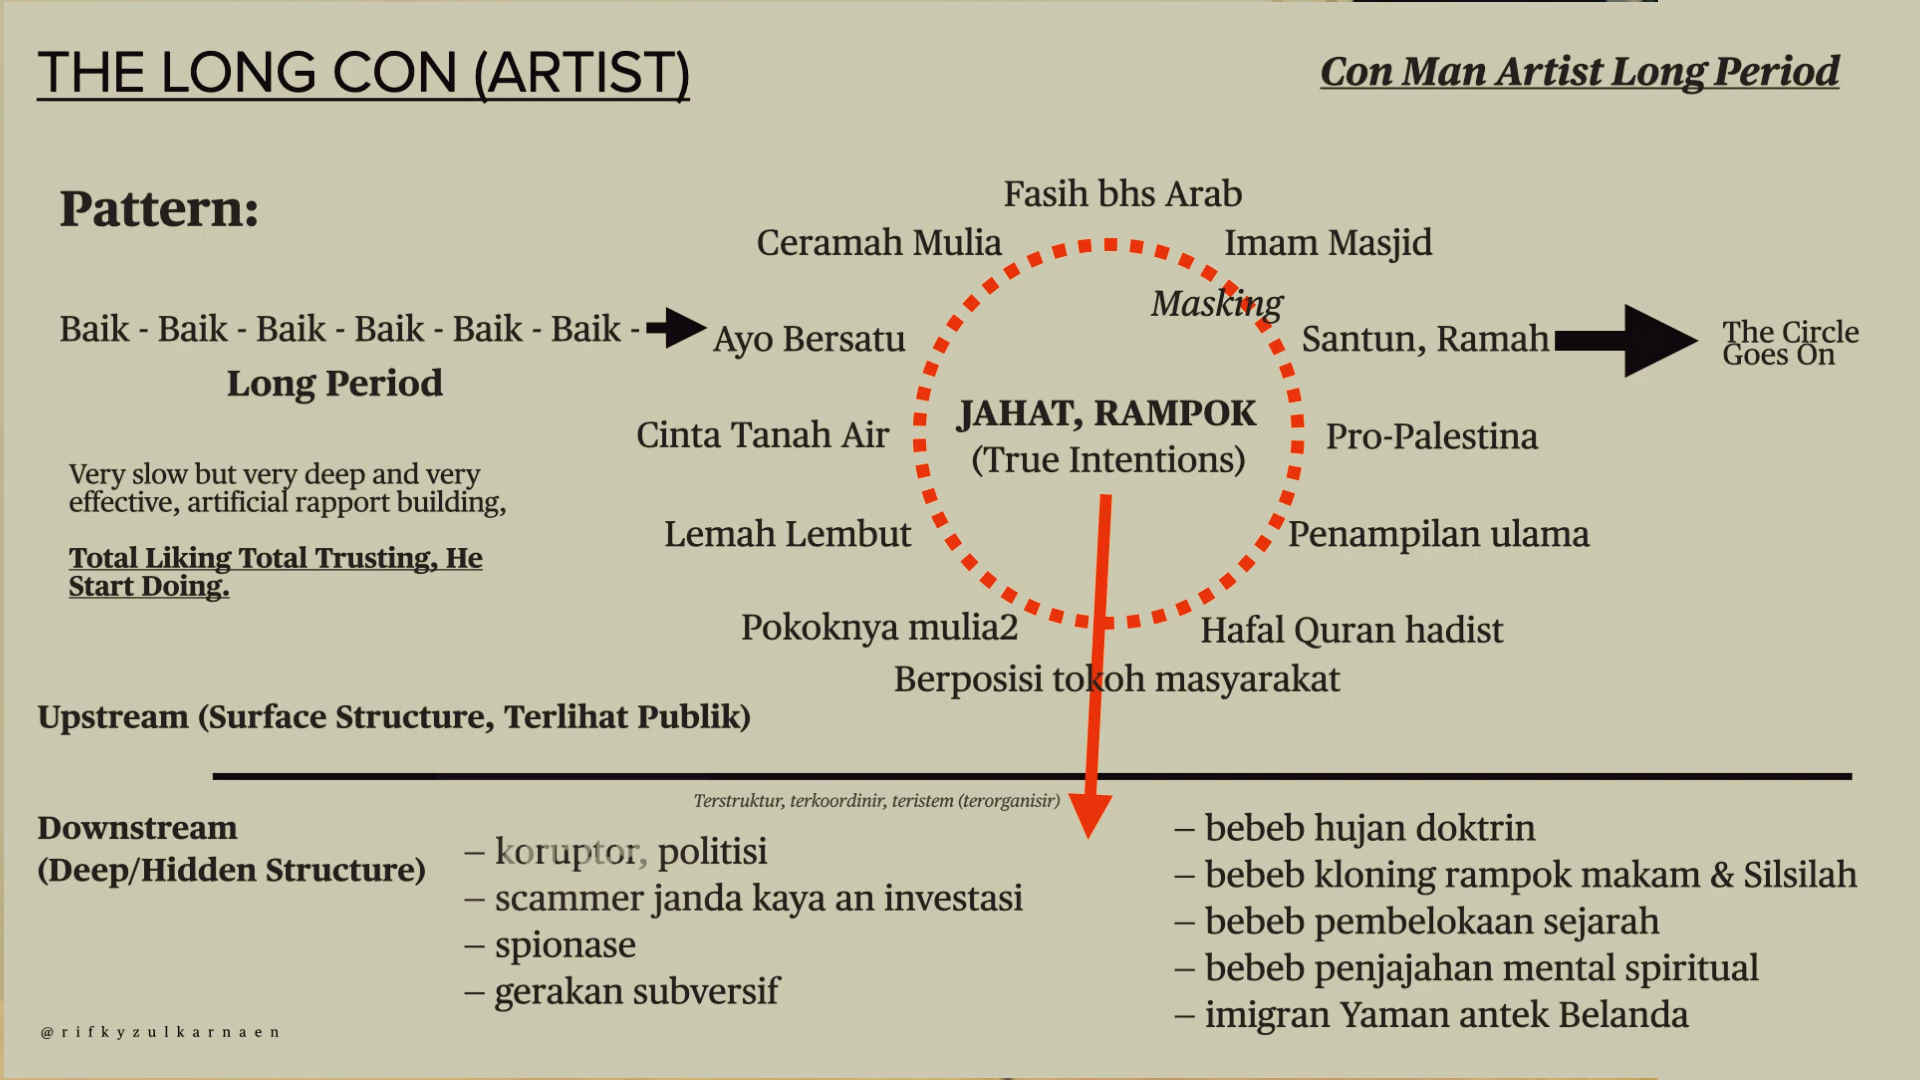 THE LONG CON (ARTIST)
Con Man Artist Long Period
Pattern:
Baik - Baik - Baik - Baik - Baik - Baik -
Long Period
Very slow but very deep and very
effective, artificial rapport building,
Total Liking Total Trusting, He
Start Doing.
Fasih bhs Arab
Ceramah Mulia
Imam Masjid
Masking
Ayo Bersatu
Santun, Ramah
The Circle
Goes On
JAHAT, RAMPOK
(True Intentions)
Cinta Tanah Air
Pro-Palestina
Lemah Lembut
Penampilan ulama
Pokoknya mulia2
Hafal Quran hadist
Berposisi tokoh masyarakat
Upstream (Surface Structure, Terlihat Publik)
Terstruktur, terkoordinir, teristem (terorganisir)
Downstream
(Deep/Hidden Structure)
– koruptor, politisi
– scammer janda kaya an investasi
– spionase
– gerakan subversif
– bebeb hujan doktrin
– bebeb kloning rampok makam & Silsilah
– bebeb pembelokaan sejarah
– bebeb penjajahan mental spiritual
– imigran Yaman antek Belanda
@rifkyzulkarnaen